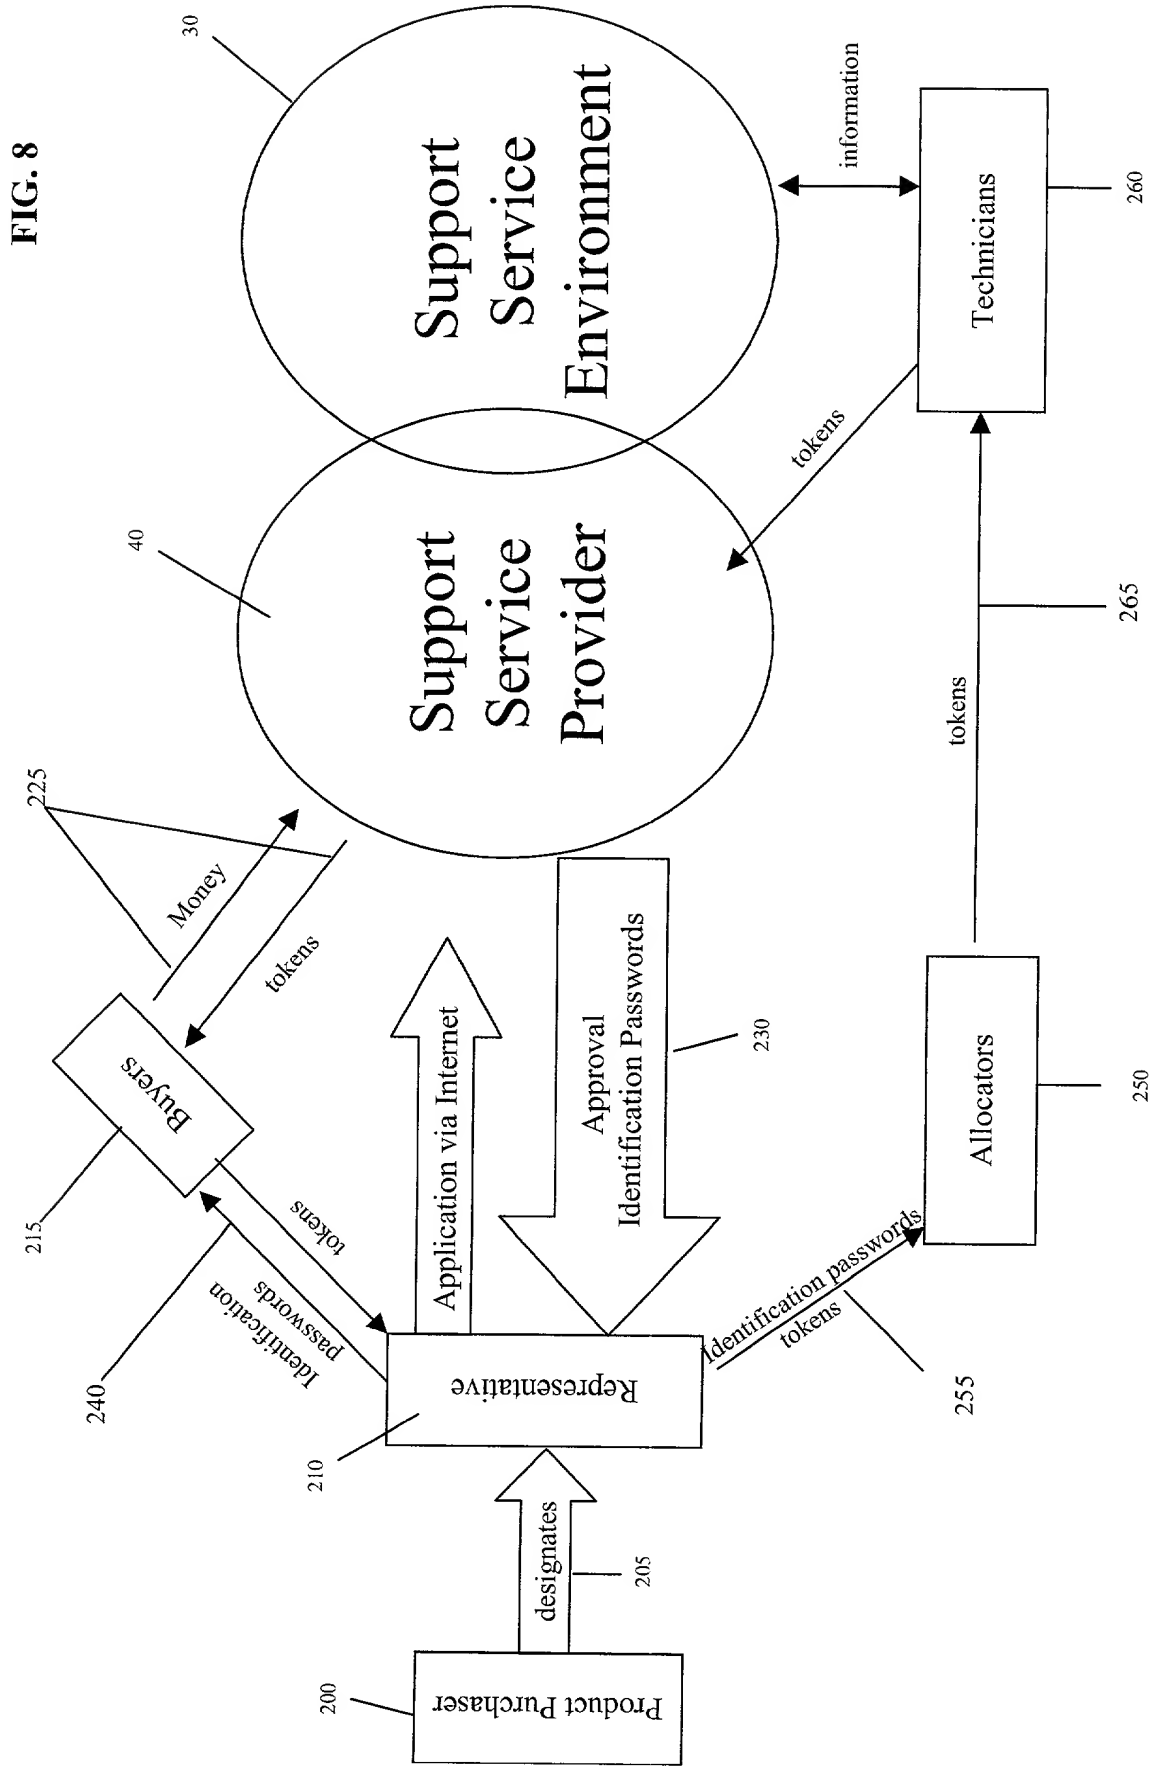 FIG. 8
30
40
225
Support
Service
Environment
Support
Service
Provider
Money
tokens
Buyers
215
240
tokens
Identification
passwords
Application via Internet
Approval
Identification Passwords
230
Representative
210
designates
205
Product Purchaser
200
Identification passwords
tokens
255
Allocators
250
tokens
265
tokens
information
Technicians
260